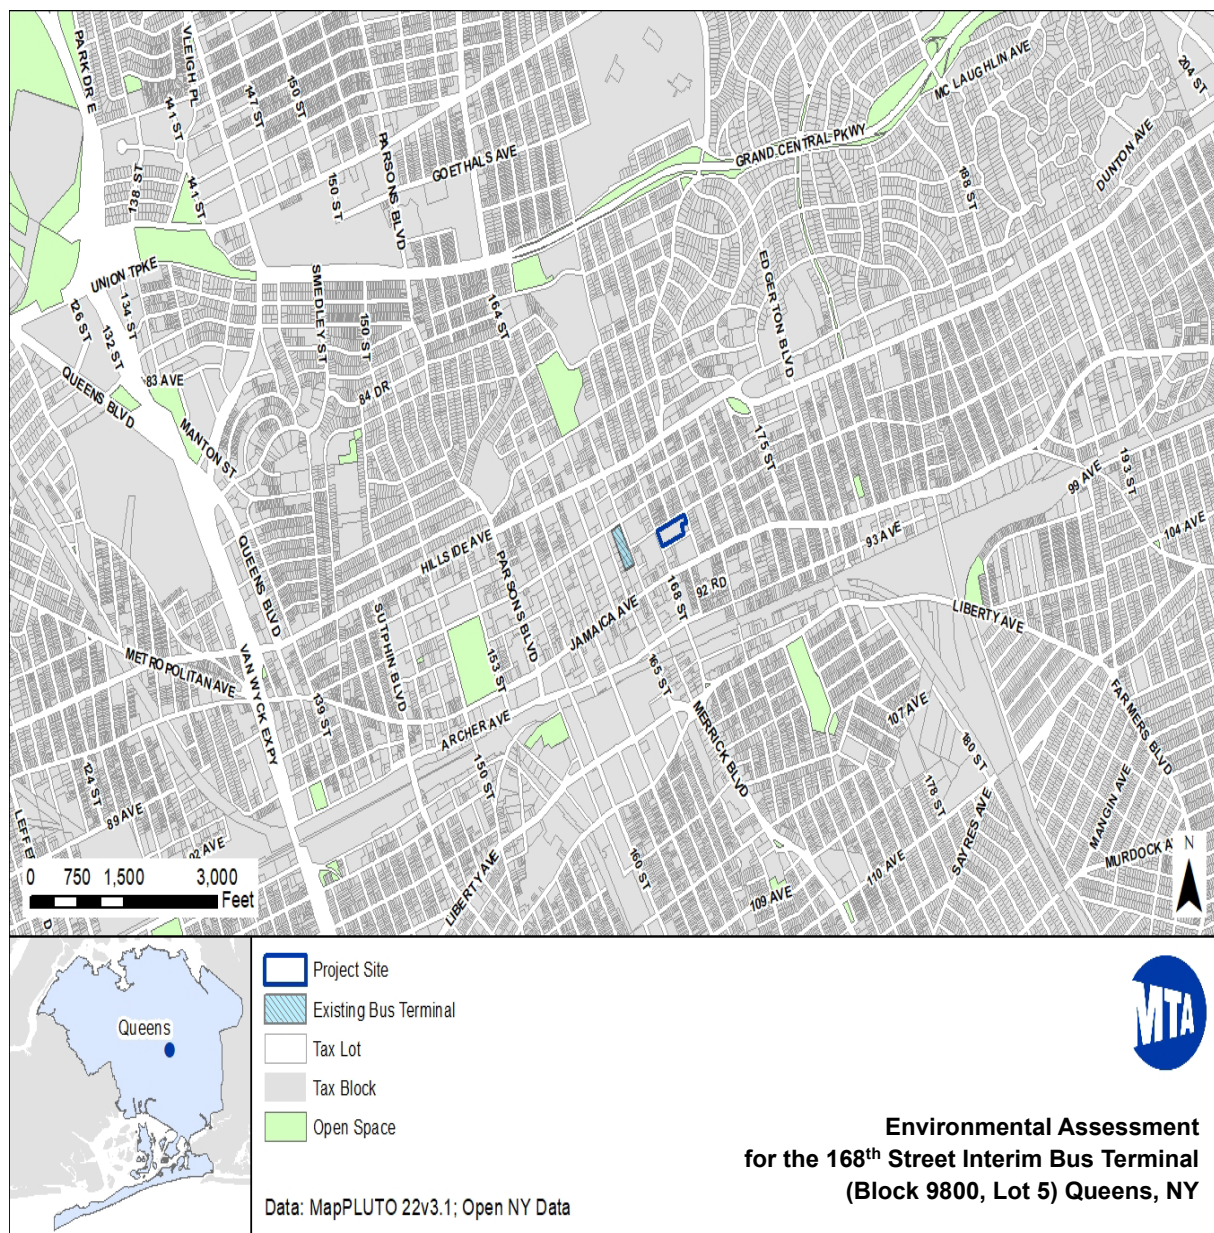 PARK DR E
VLEIGH PL
141 ST
147 ST
150 ST
MC LAUGHLIN AVE
204 ST
PARSONS BLVD
GOETHALS AVE
GRAND CENTRAL PKWY
DUNTON AVE
138 ST
141 ST
150 ST
188 ST
UNION TPKE
SMEDLEY ST
EDGERTON BLVD
126 ST
134 ST
132 ST
150 ST
164 ST
83 AVE
84 DR
QUEENS BLVD
MANTON ST
175 ST
193 ST
99 AVE
104 AVE
93 AVE
HILLSIDE AVE
QUEENS BLVD
PARSONS BLVD
168 ST
92 RD
JAMAICA AVE
LIBERTY AVE
SUTPHIN BLVD
METROPOLITAN AVE
VAN WYCK EXPY
153 ST
165 ST
139 ST
ARCHER AVE
MERRICK BLVD
107 AVE
FARMERS BLVD
180 ST
124 ST
89 AVE
150 ST
178 ST
SAYRES AVE
MANGIN AVE
LEFFE
D
02 AVE
160 ST
110 AVE
MURDOCK A
LIBERTY AVE
109 AVE
N
0 750 1,500 3,000
Feet
Queens
Project Site
Existing Bus Terminal
Tax Lot
Tax Block
Open Space
Data: MapPLUTO 22v3.1; Open NY Data
MTA
Environmental Assessment
for the 168th Street Interim Bus Terminal
(Block 9800, Lot 5) Queens, NY